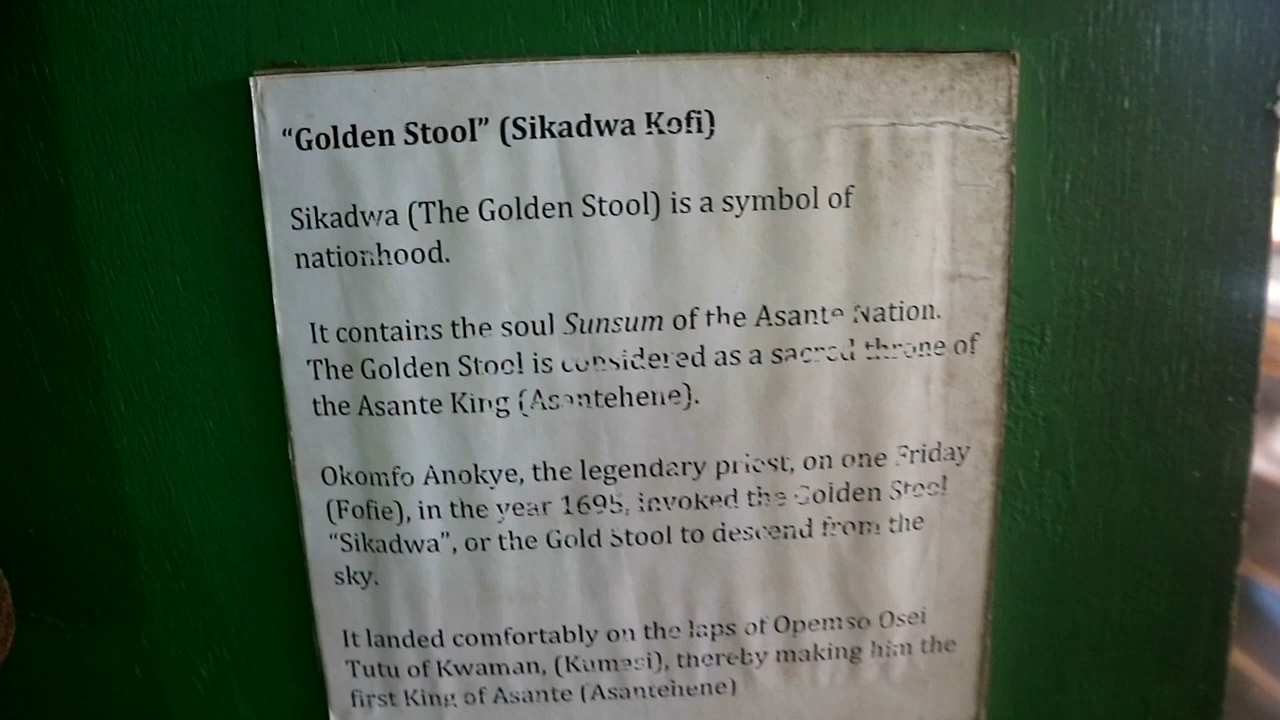 “Golden Stool” (Sikadwa Kofi)
Sikadwa (The Golden Stool) is a symbol of
nationhood.
It contains the soul Sunsum of the Asante Nation.
The Golden Stool is considered as a sacred throne of
the Asante King (Asantehene).
Okomfo Anokye, the legendary priest, on one Friday
(Fofie), in the year 1695, invoked the Golden Stool
“Sikadwa”, or the Gold Stool to descend from the
sky.
It landed comfortably on the laps of Opemso Osei
Tutu of Kwaman, (Kumasi), thereby making him the
first King of Asante (Asantehene)